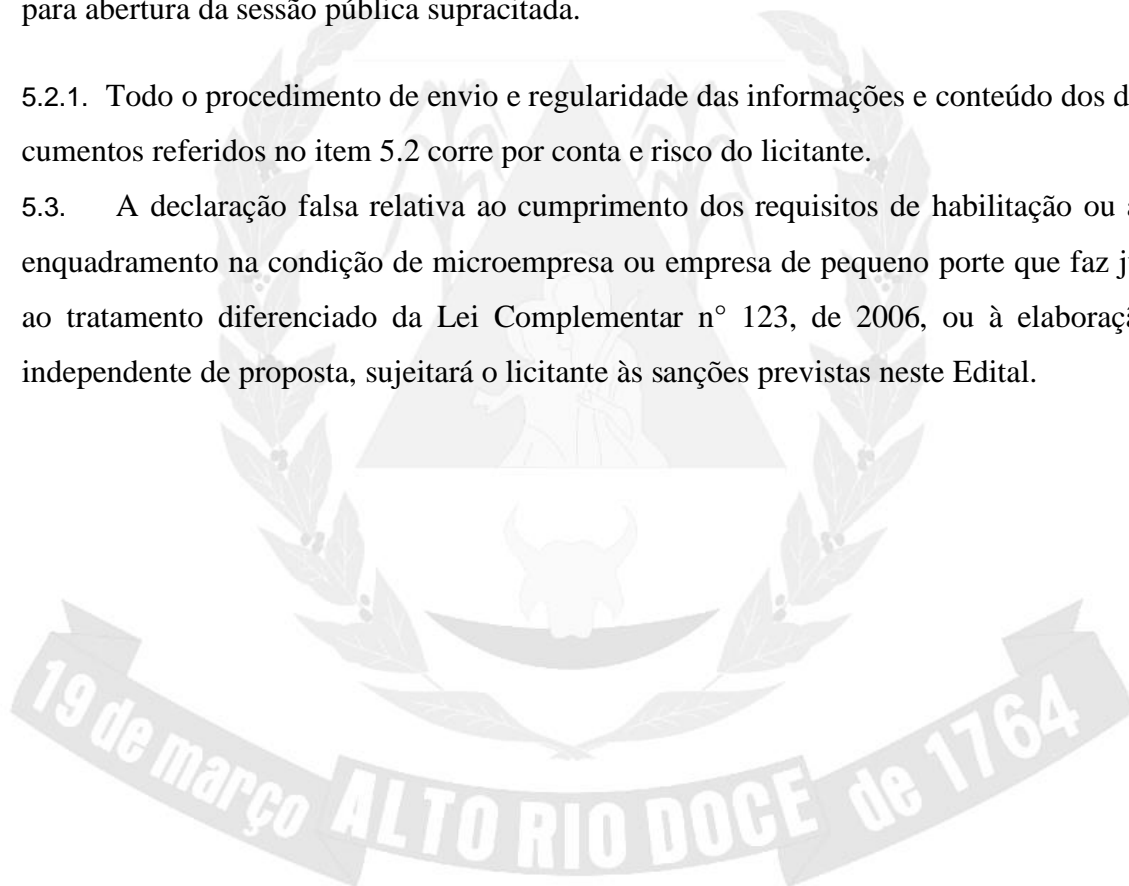 para abertura da sessão pública supracitada.
5.2.1. Todo o procedimento de envio e regularidade das informações e conteúdo dos d
cumentos referidos no item 5.2 corre por conta e risco do licitante.
5.3. A declaração falsa relativa ao cumprimento dos requisitos de habilitação ou a
enquadramento na condição de microempresa ou empresa de pequeno porte que faz j
ao tratamento diferenciado da Lei Complementar n° 123, de 2006, ou à elaboraç
independente de proposta, sujeitará o licitante às sanções previstas neste Edital.
19 de março ALTO RIO DOCE de 1764